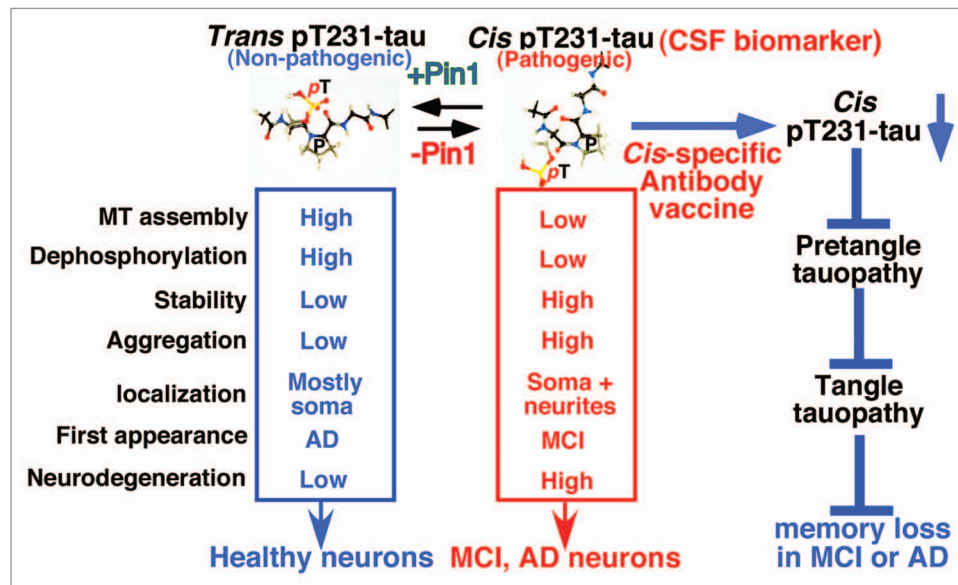 Trans pT231-tau
(Non-pathogenic)
Cis pT231-tau (CSF biomarker)
(Pathogenic)
+Pin1
-Pin1
pT
P
P
pT
Cis-specific
Antibody
vaccine
Cis
pT231-tau
MT assembly High Low
Dephosphorylation High Low
Stability Low High
Aggregation Low High
localization Mostly soma Soma + neurites
First appearance AD MCI
Neurodegeneration Low High
Healthy neurons
MCI, AD neurons
Pretangle
tauopathy
Tangle
tauopathy
memory loss
in MCI or AD